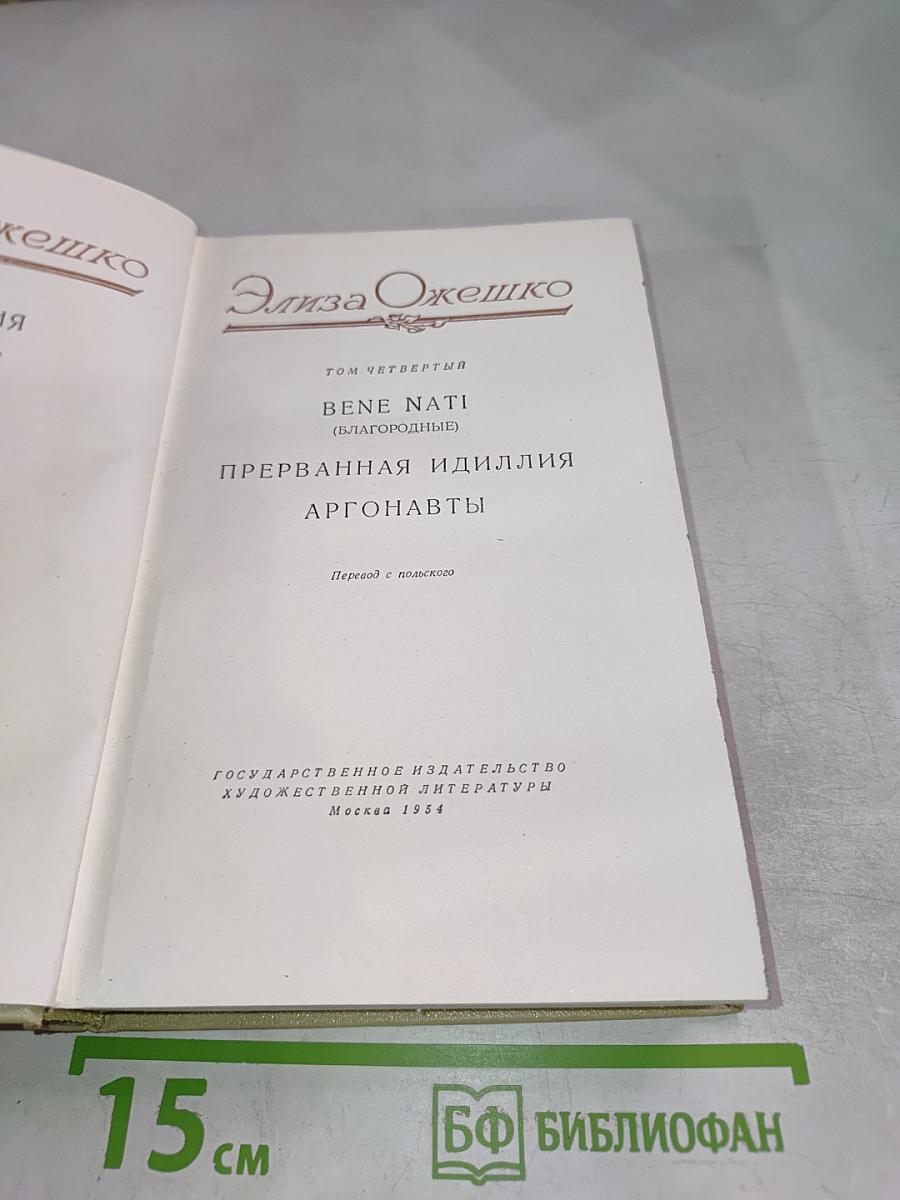 Элиза Ожешко
ТОМ ЧЕТВЕРТЫЙ
BENE NATI
(БЛАГОРОДНЫЕ)
ПРЕРВАННАЯ ИДИЛЛИЯ
АРГОНАВТЫ
Перевод с польского
ГОСУДАРСТВЕННОЕ ИЗДАТЕЛЬСТВО
ХУДОЖЕСТВЕННОЙ ЛИТЕРАТУРЫ
Москва 1954
15 см
БФ БИБЛИОФАН